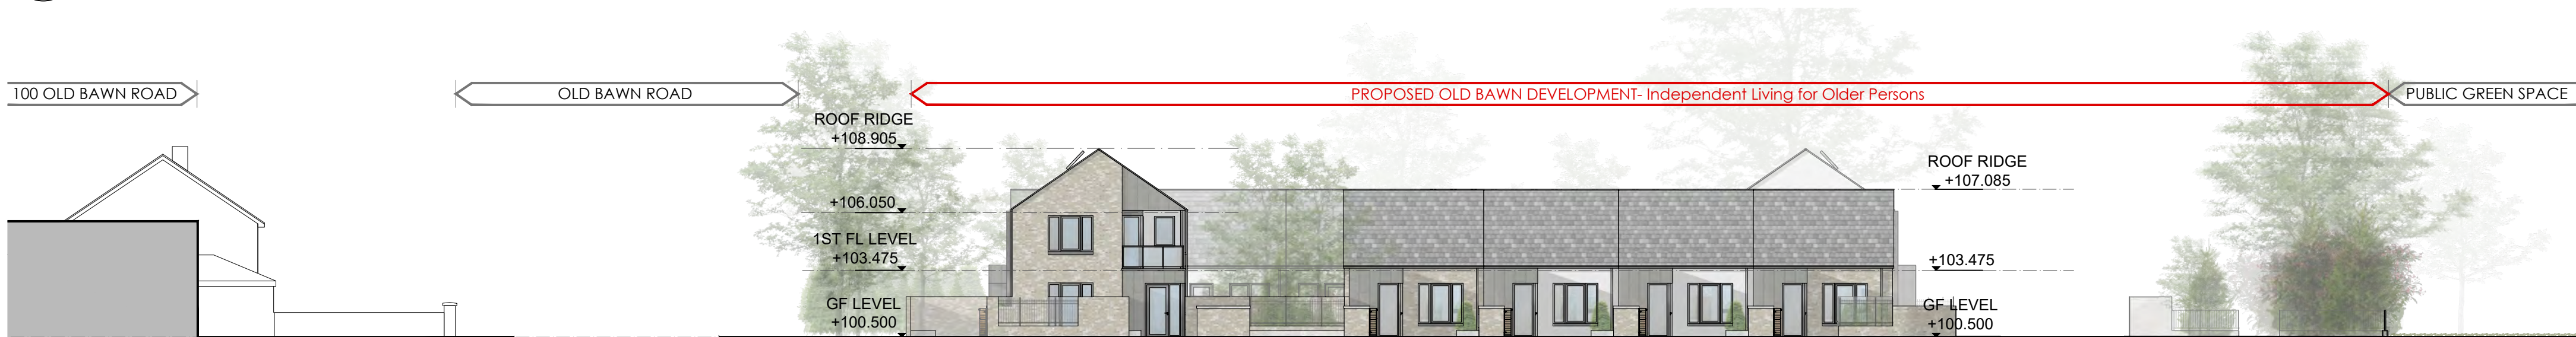 100 OLD BAWN ROAD
OLD BAWN ROAD
PROPOSED OLD BAWN DEVELOPMENT- Independent Living for Older Persons
PUBLIC GREEN SPACE
ROOF RIDGE
+108.905
+106.050
1ST FL LEVEL
+103.475
GF LEVEL
+100.500
ROOF RIDGE
+107.085
+103.475
GF LEVEL
+100.500